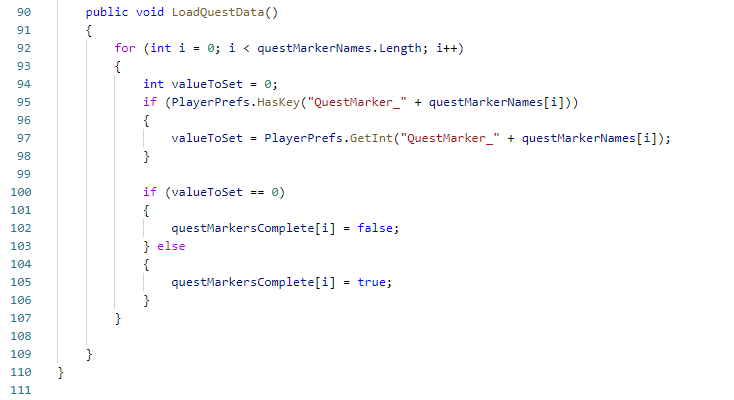 90 public void LoadQuestData()
91 {
92 for (int i = 0; i < questMarkerNames.Length; i++)
93 {
94 int valueToSet = 0;
95 if (PlayerPrefs.HasKey("QuestMarker_" + questMarkerNames[i]))
96 {
97 valueToSet = PlayerPrefs.GetInt("QuestMarker_" + questMarkerNames[i]);
98 }
99
100 if (valueToSet == 0)
101 {
102 questMarkersComplete[i] = false;
103 } else
104 {
105 questMarkersComplete[i] = true;
106 }
107 }
108
109 }
110 }
111